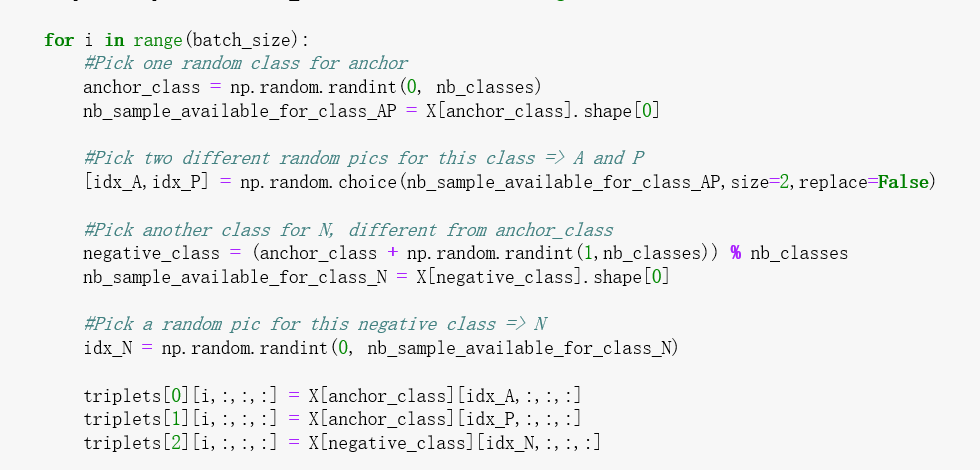 for i in range(batch_size):
    #Pick one random class for anchor
    anchor_class = np.random.randint(0, nb_classes)
    nb_sample_available_for_class_AP = X[anchor_class].shape[0]
    #Pick two different random pics for this class => A and P
    [idx_A,idx_P] = np.random.choice(nb_sample_available_for_class_AP,size=2,replace=False)
    #Pick another class for N, different from anchor_class
    negative_class = (anchor_class + np.random.randint(1,nb_classes)) % nb_classes
    nb_sample_available_for_class_N = X[negative_class].shape[0]
    #Pick a random pic for this negative class => N
    idx_N = np.random.randint(0, nb_sample_available_for_class_N)
    triplets[0][i,:,:,:] = X[anchor_class][idx_A,:,:,:]
    triplets[1][i,:,:,:] = X[anchor_class][idx_P,:,:,:]
    triplets[2][i,:,:,:] = X[negative_class][idx_N,:,:,:]